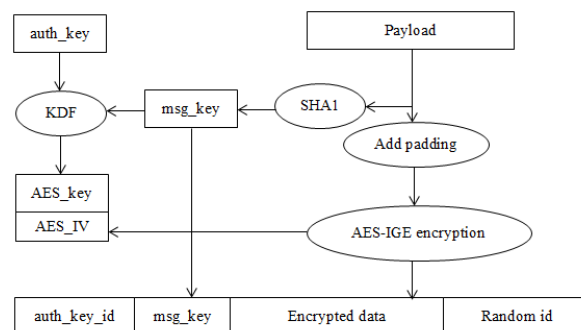 auth_key
Payload
KDF
msg_key
SHA1
Add padding
AES_key
AES_IV
AES-IGE encryption
auth_key_id
msg_key
Encrypted data
Random id